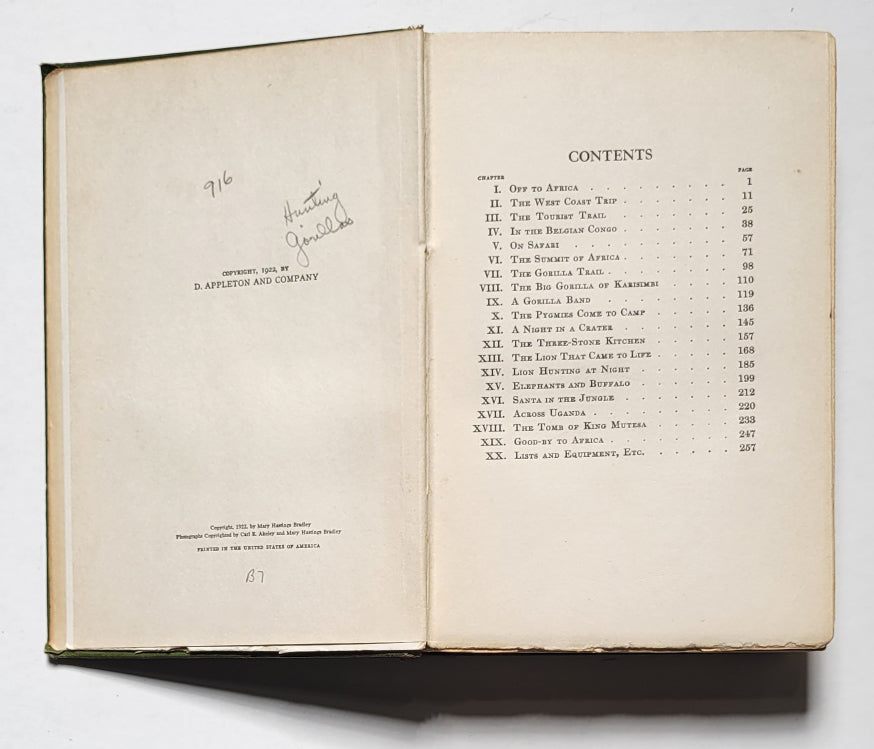 916
Hunting
Gorillas
COPYRIGHT, 1922, BY
D. APPLETON AND COMPANY
Copyright, 1922, by Mary Hastings Bradley
Photographs Copyrighted by Carl E. Akeley and Mary Hastings Bradley
PRINTED IN THE UNITED STATES OF AMERICA
B7
CONTENTS
CHAPTER PAGE
I. OFF TO AFRICA . . . . . . . . . 1
II. THE WEST COAST TRIP . . . . . . . 11
III. THE TOURIST TRAIL . . . . . . . . 25
IV. IN THE BELGIAN CONGO . . . . . . . 38
V. ON SAFARI . . . . . . . . . . 57
VI. THE SUMMIT OF AFRICA . . . . . . . 71
VII. THE GORILLA TRAIL . . . . . . . . 98
VIII. THE BIG GORILLA OF KARISIMBI . . . . . 110
IX. A GORILLA BAND . . . . . . . . 119
X. THE PYGMIES COME TO CAMP . . . . . 136
XI. A NIGHT IN A CRATER . . . . . . . 145
XII. THE THREE-STONE KITCHEN . . . . . 157
XIII. THE LION THAT CAME TO LIFE . . . . . 168
XIV. LION HUNTING AT NIGHT . . . . . . 185
XV. ELEPHANTS AND BUFFALO . . . . . . 199
XVI. SANTA IN THE JUNGLE . . . . . . . 212
XVII. ACROSS UGANDA . . . . . . . . . 220
XVIII. THE TOMB OF KING MUTESA . . . . . 233
XIX. GOOD-BY TO AFRICA . . . . . . . . 247
XX. LISTS AND EQUIPMENT, ETC. . . . . . 257